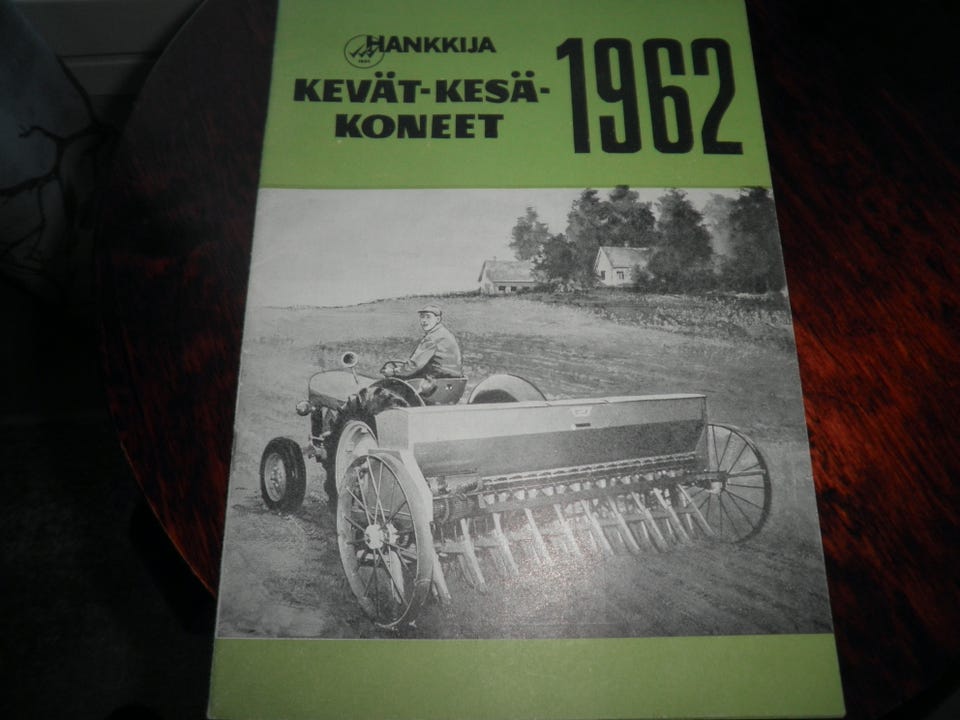 HANKKIJA
KEVÄT-KESÄ-
KONEET
1962